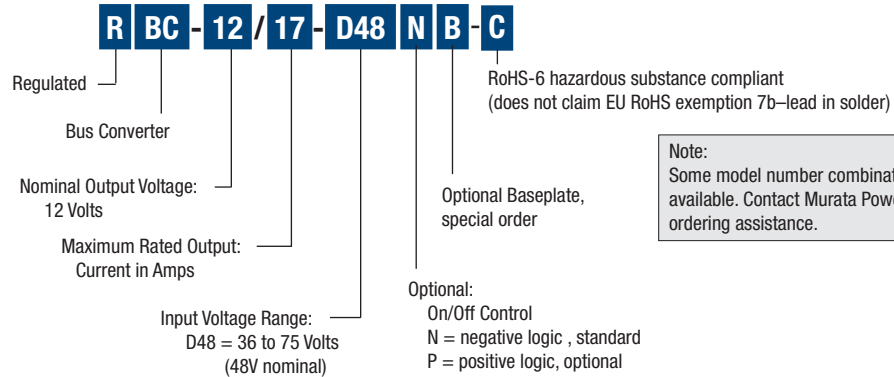 R BC - 12 / 17 - D48 N B - C
RoHS-6 hazardous substance compliant
(does not claim EU RoHS exemption 7b–lead in solder)
Regulated
Bus Converter
Note:
Some model number
available. Contact Murata
ordering assistance.
Nominal Output Voltage:
12 Volts
Optional Baseplate,
special order
Maximum Rated Output:
Current in Amps
Optional:
On/Off Control
N = negative logic , standard
P = positive logic, optional
Input Voltage Range:
D48 = 36 to 75 Volts
(48V nominal)